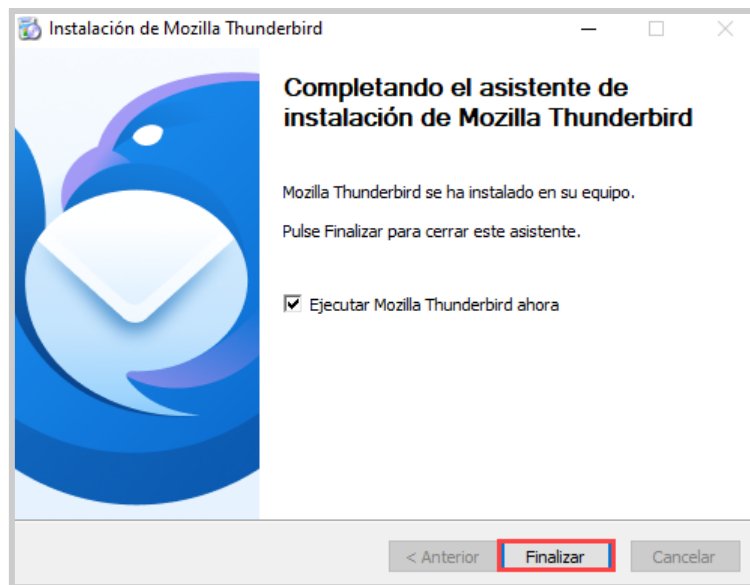 Instalación de Mozilla Thunderbird
Completando el asistente de
instalación de Mozilla Thunderbird
Mozilla Thunderbird se ha instalado en su equipo.
Pulse Finalizar para cerrar este asistente.
Ejecutar Mozilla Thunderbird ahora
< Anterior Finalizar Cancelar